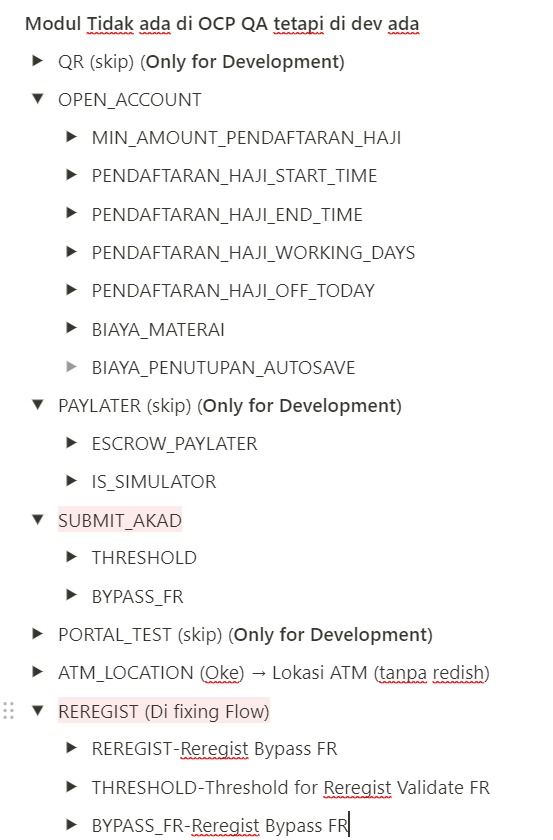 Modul Tidak ada di OCP QA tetapi di dev ada
QR (skip) (Only for Development)
OPEN_ACCOUNT
MIN_AMOUNT_PENDAFTARAN_HAJI
PENDAFTARAN_HAJI_START_TIME
PENDAFTARAN_HAJI_END_TIME
PENDAFTARAN_HAJI_WORKING_DAYS
PENDAFTARAN_HAJI_OFF_TODAY
BIAYA_MATERAI
BIAYA_PENUTUPAN_AUTOSAVE
PAYLATER (skip) (Only for Development)
ESCROW_PAYLATER
IS_SIMULATOR
SUBMIT_AKAD
THRESHOLD
BYPASS_FR
PORTAL_TEST (skip) (Only for Development)
ATM_LOCATION (Oke) → Lokasi ATM (tanpa redish)
REREGIST (Di fixing Flow)
REREGIST-Reregist Bypass FR
THRESHOLD-Threshold for Reregist Validate FR
BYPASS_FR-Reregist Bypass FR